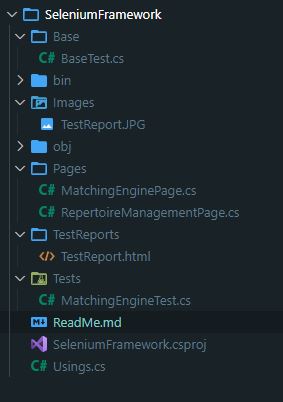 SeleniumFramework
Base
C# BaseTest.cs
bin
Images
TestReport.JPG
obj
Pages
C# MatchingEnginePage.cs
C# RepertoireManagementPage.cs
TestReports
<> TestReport.html
Tests
C# MatchingEngineTest.cs
ReadMe.md
SeleniumFramework.csproj
C# Usings.cs